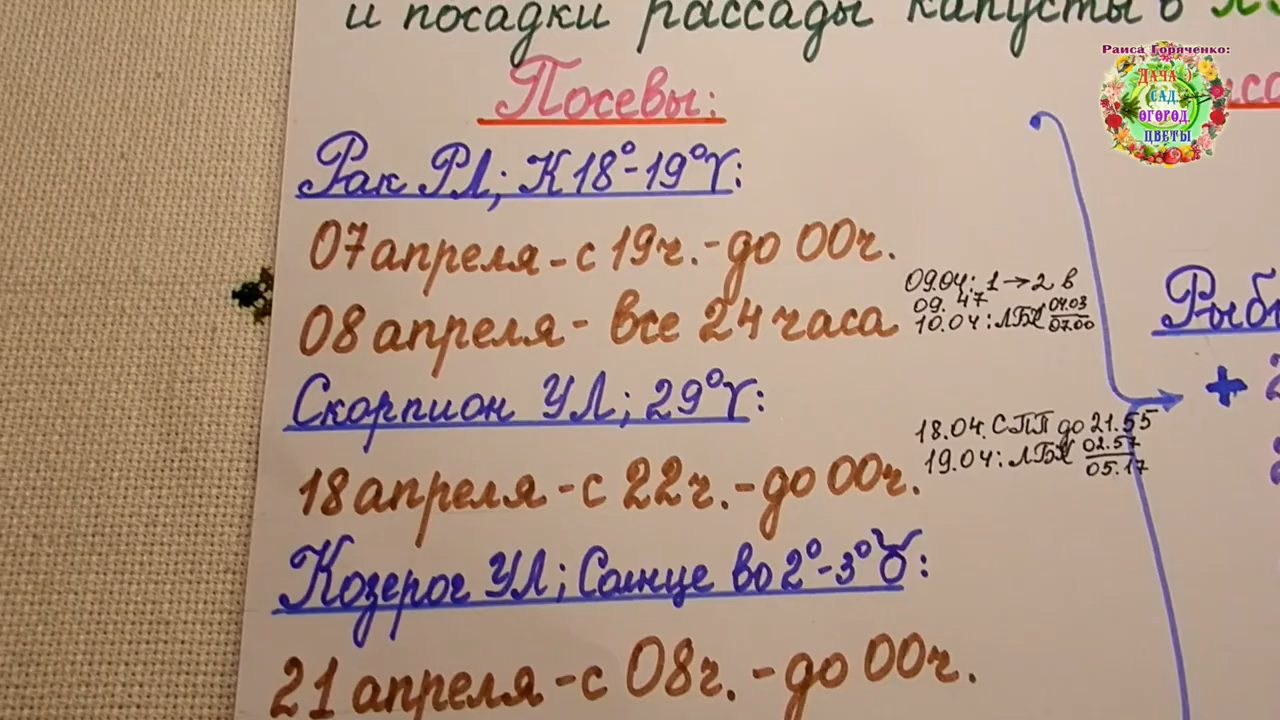 и посадки рассады капусты в
Посевы:
Рак РЛ; К 18°-19°♈:
07 апреля - с 19ч. - до 00ч.
08 апреля - все 24 часа
09.04: 1 → 2 в
09.47
10.04: ЛБК 04.03
07.00
Скорпион УЛ; 29°♈:
18 апреля - с 22ч. - до 00ч.
18.04. СПП до 21.55
19.04: ЛБК 02.57
05.17
Козерог УЛ; Солнце во 2°-3°♉:
21 апреля - с 08ч. - до 00ч.
+
Раиса Горяченко:
ДАЧА
САД,
ОГОРОД,
ЦВЕТЫ